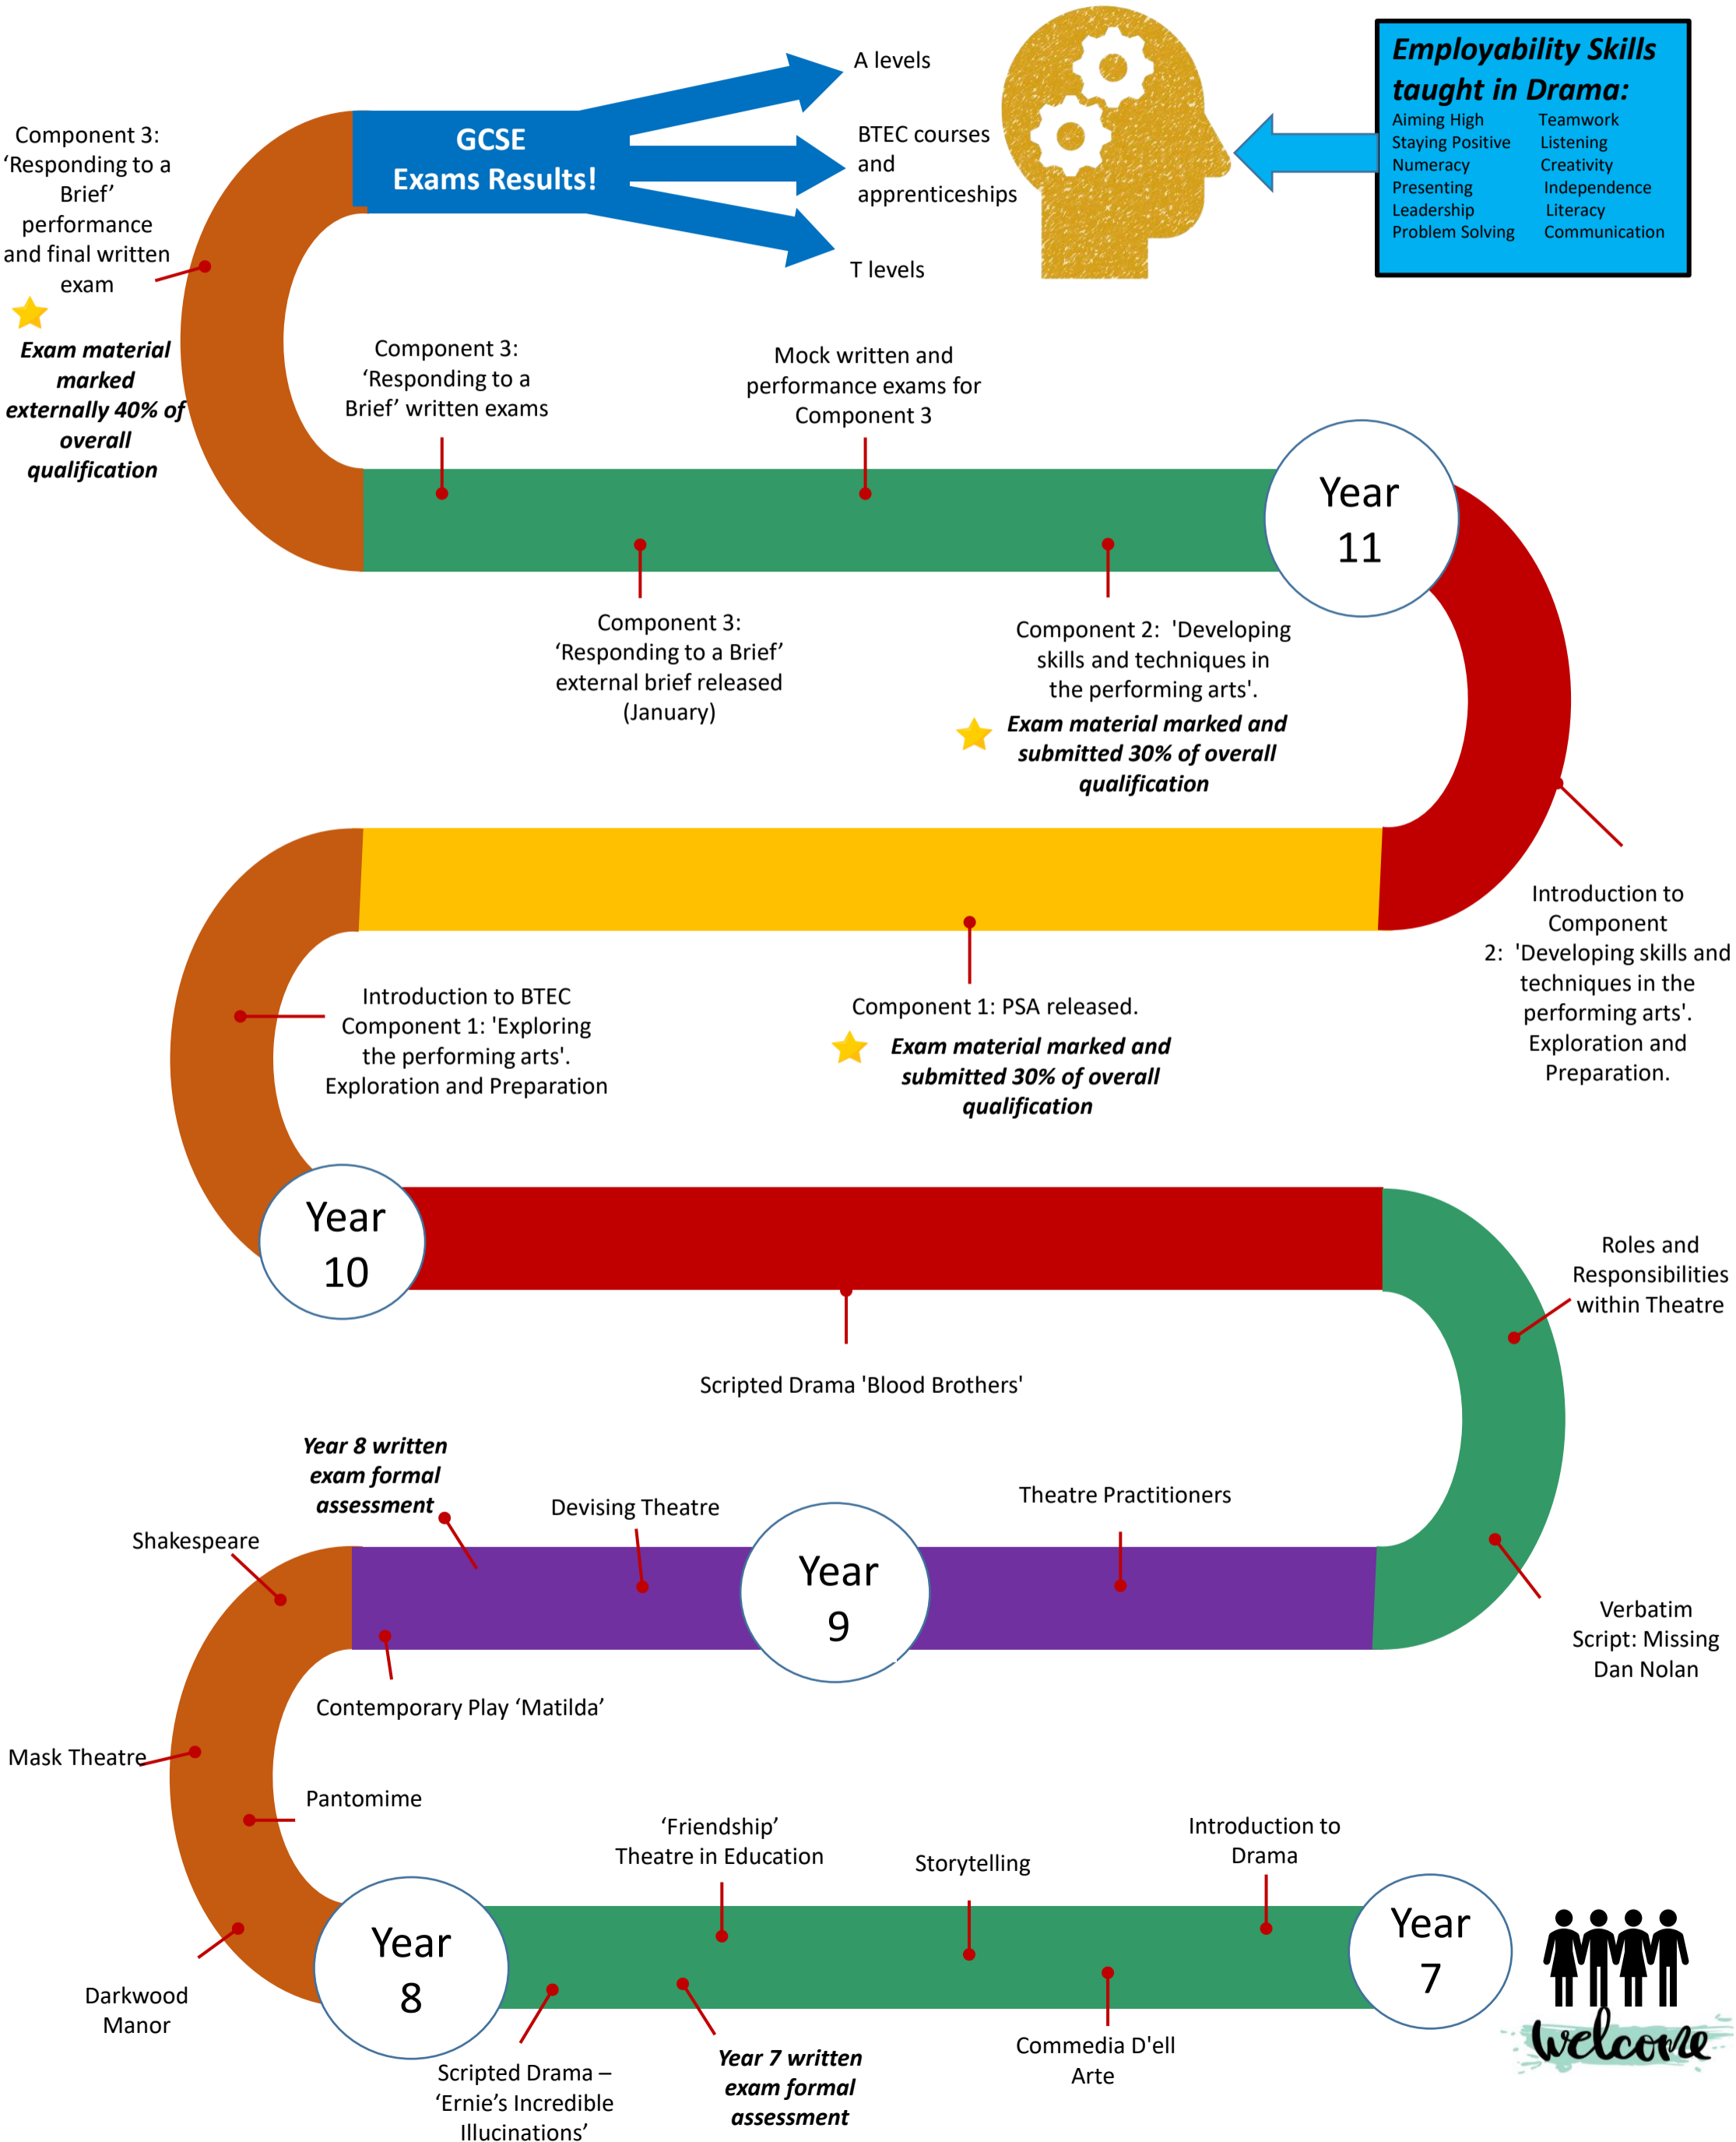 A levels
BTEC courses
and
apprenticeships
T levels
GCSE
Exams Results!
Employability Skills
taught in Drama:
Aiming High Teamwork
Staying Positive Listening
Numeracy Creativity
Presenting Independence
Leadership Literacy
Problem Solving Communication
Component 3:
‘Responding to a
Brief’
performance
and final written
exam
Exam material
marked
externally 40% of
overall
qualification
Component 3:
‘Responding to a
Brief’ written exams
Mock written and
performance exams for
Component 3
Year
11
Component 3:
‘Responding to a Brief’
external brief released
(January)
Component 2: 'Developing
skills and techniques in
the performing arts'.
Exam material marked and
submitted 30% of overall
qualification
Introduction to
Component
2: 'Developing skills and
techniques in the
performing arts'.
Exploration and
Preparation.
Introduction to BTEC
Component 1: 'Exploring
the performing arts'.
Exploration and Preparation
Component 1: PSA released.
Exam material marked and
submitted 30% of overall
qualification
Year
10
Roles and
Responsibilities
within Theatre
Scripted Drama 'Blood Brothers'
Year 8 written
exam formal
assessment
Devising Theatre
Theatre Practitioners
Shakespeare
Year
9
Verbatim
Script: Missing
Dan Nolan
Contemporary Play ‘Matilda’
Mask Theatre
Pantomime
‘Friendship’
Theatre in Education
Storytelling
Introduction to
Drama
Year
8
Year
7
Darkwood
Manor
Scripted Drama –
‘Ernie’s Incredible
Illucinations’
Year 7 written
exam formal
assessment
Commedia D'ell
Arte
welcome